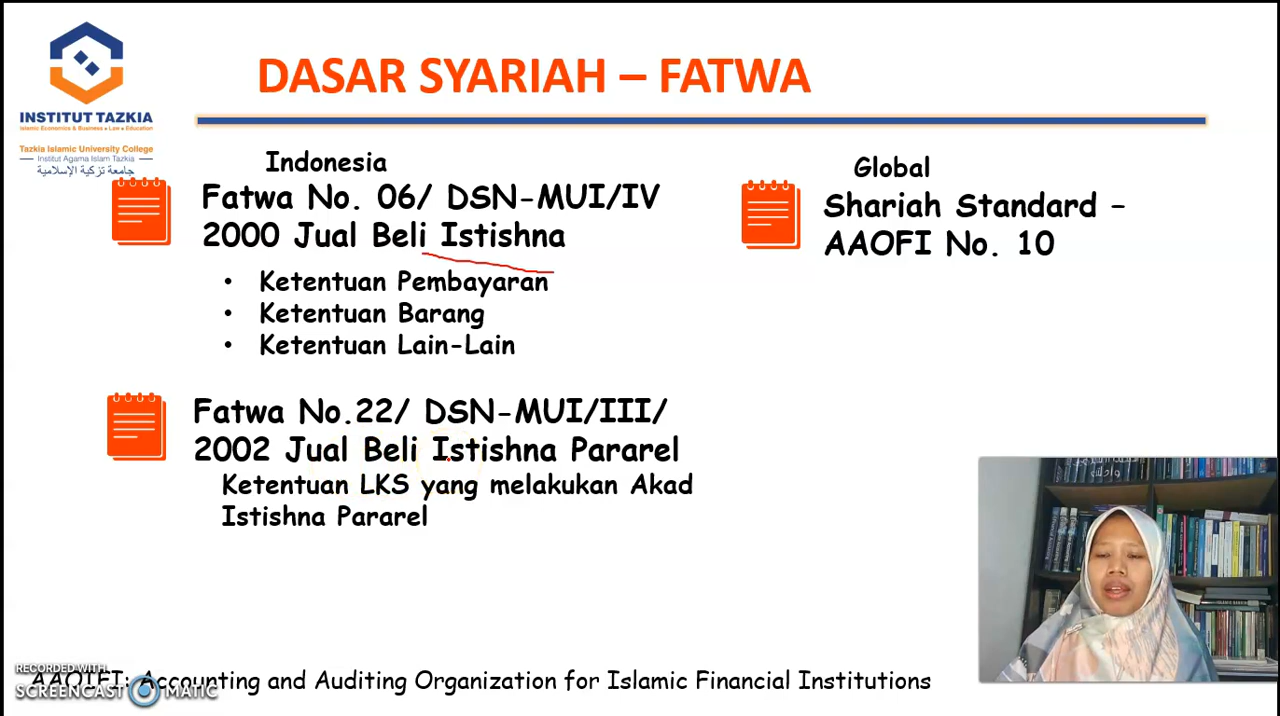 DASAR SYARIAH – FATWA
INSTITUT TAZKIA
Islamic Economics & Business • Law • Education
Tazkia Islamic University College
Institut Agama Islam Tazkia
جامعة تزكية الإسلامية
Indonesia
Fatwa No. 06/ DSN-MUI/IV
2000 Jual Beli Istishna
• Ketentuan Pembayaran
• Ketentuan Barang
• Ketentuan Lain-Lain
Fatwa No.22/ DSN-MUI/III/
2002 Jual Beli Istishna Pararel
Ketentuan LKS yang melakukan Akad
Istishna Pararel
Global
Shariah Standard –
AAOFI No. 10
AAOIFI: Accounting and Auditing Organization for Islamic Financial Institutions
RECORDED WITH
SCREENCAST MATIC